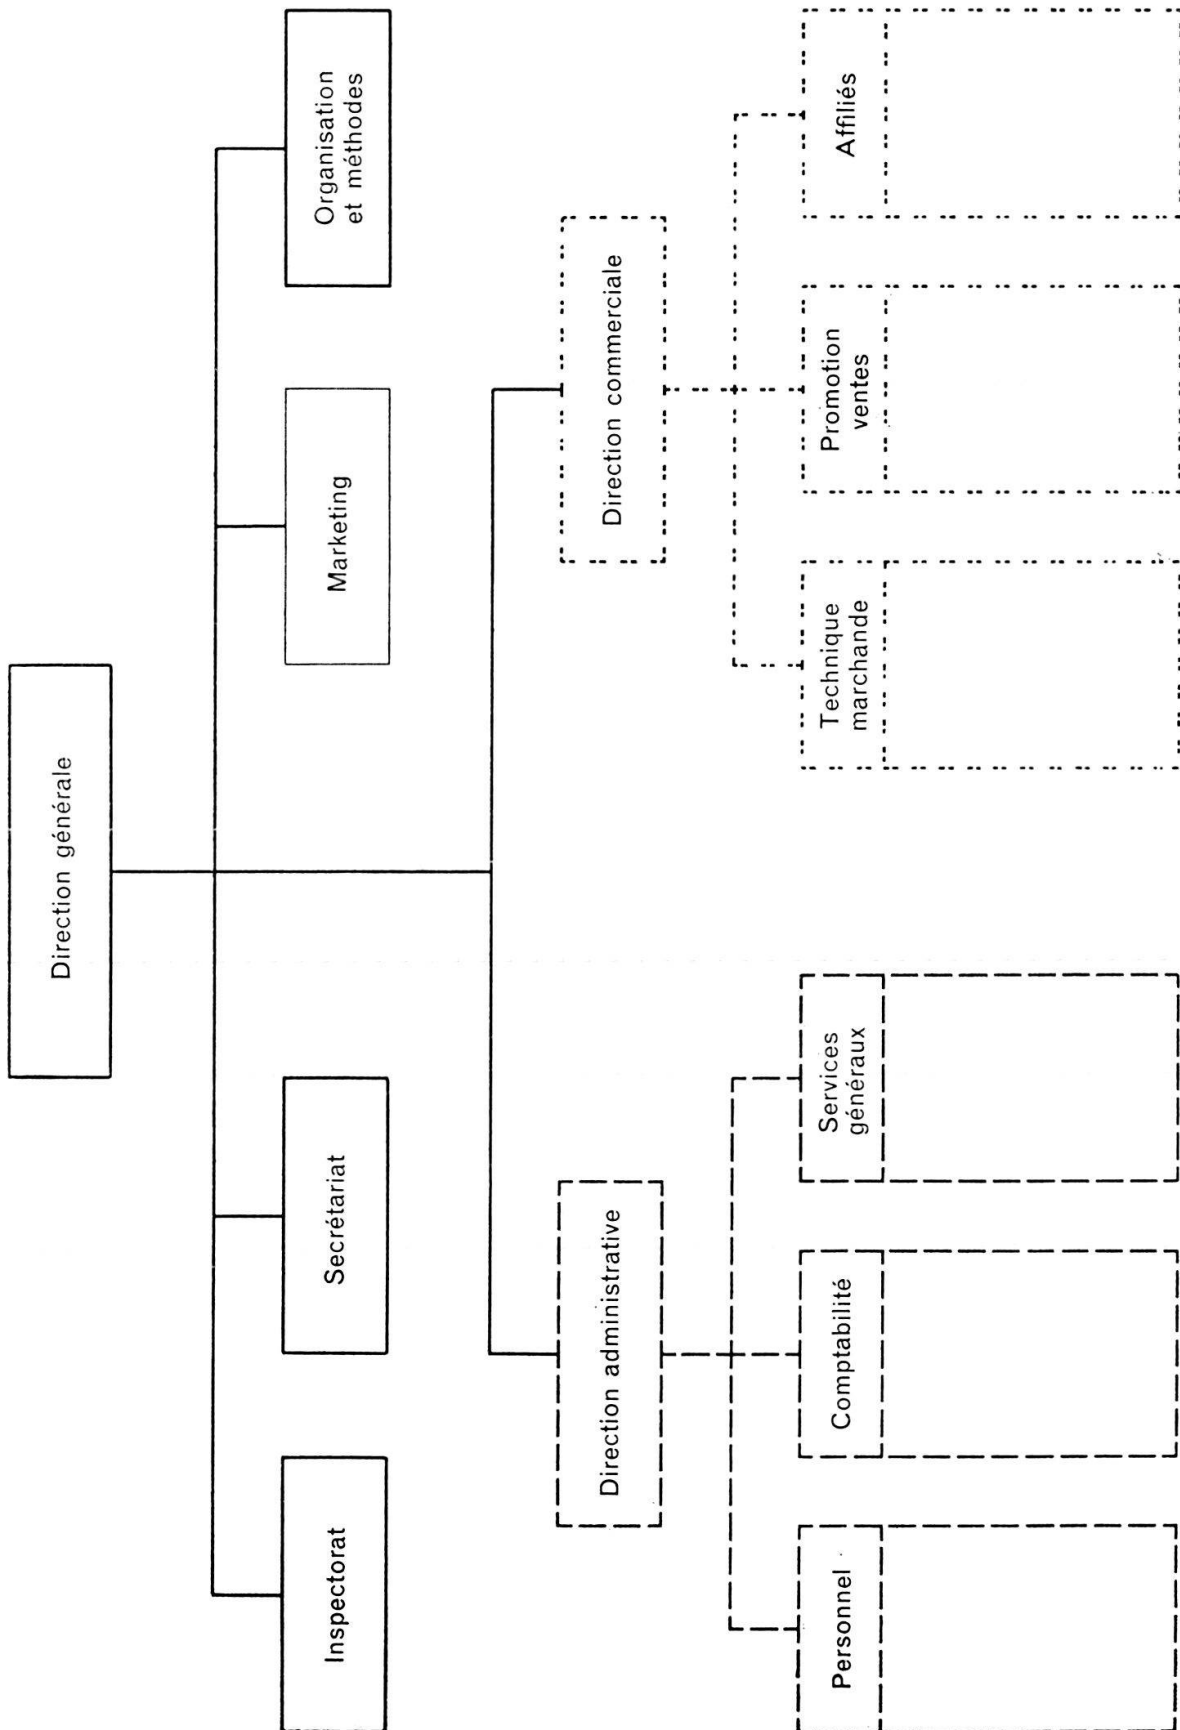 Direction générale
Inspectorat
Secrétariat
Marketing
Organisation
et méthodes
Direction administrative
Direction commerciale
Personnel
Comptabilité
Services
généraux
Technique
marchande
Promotion
ventes
Affiliés